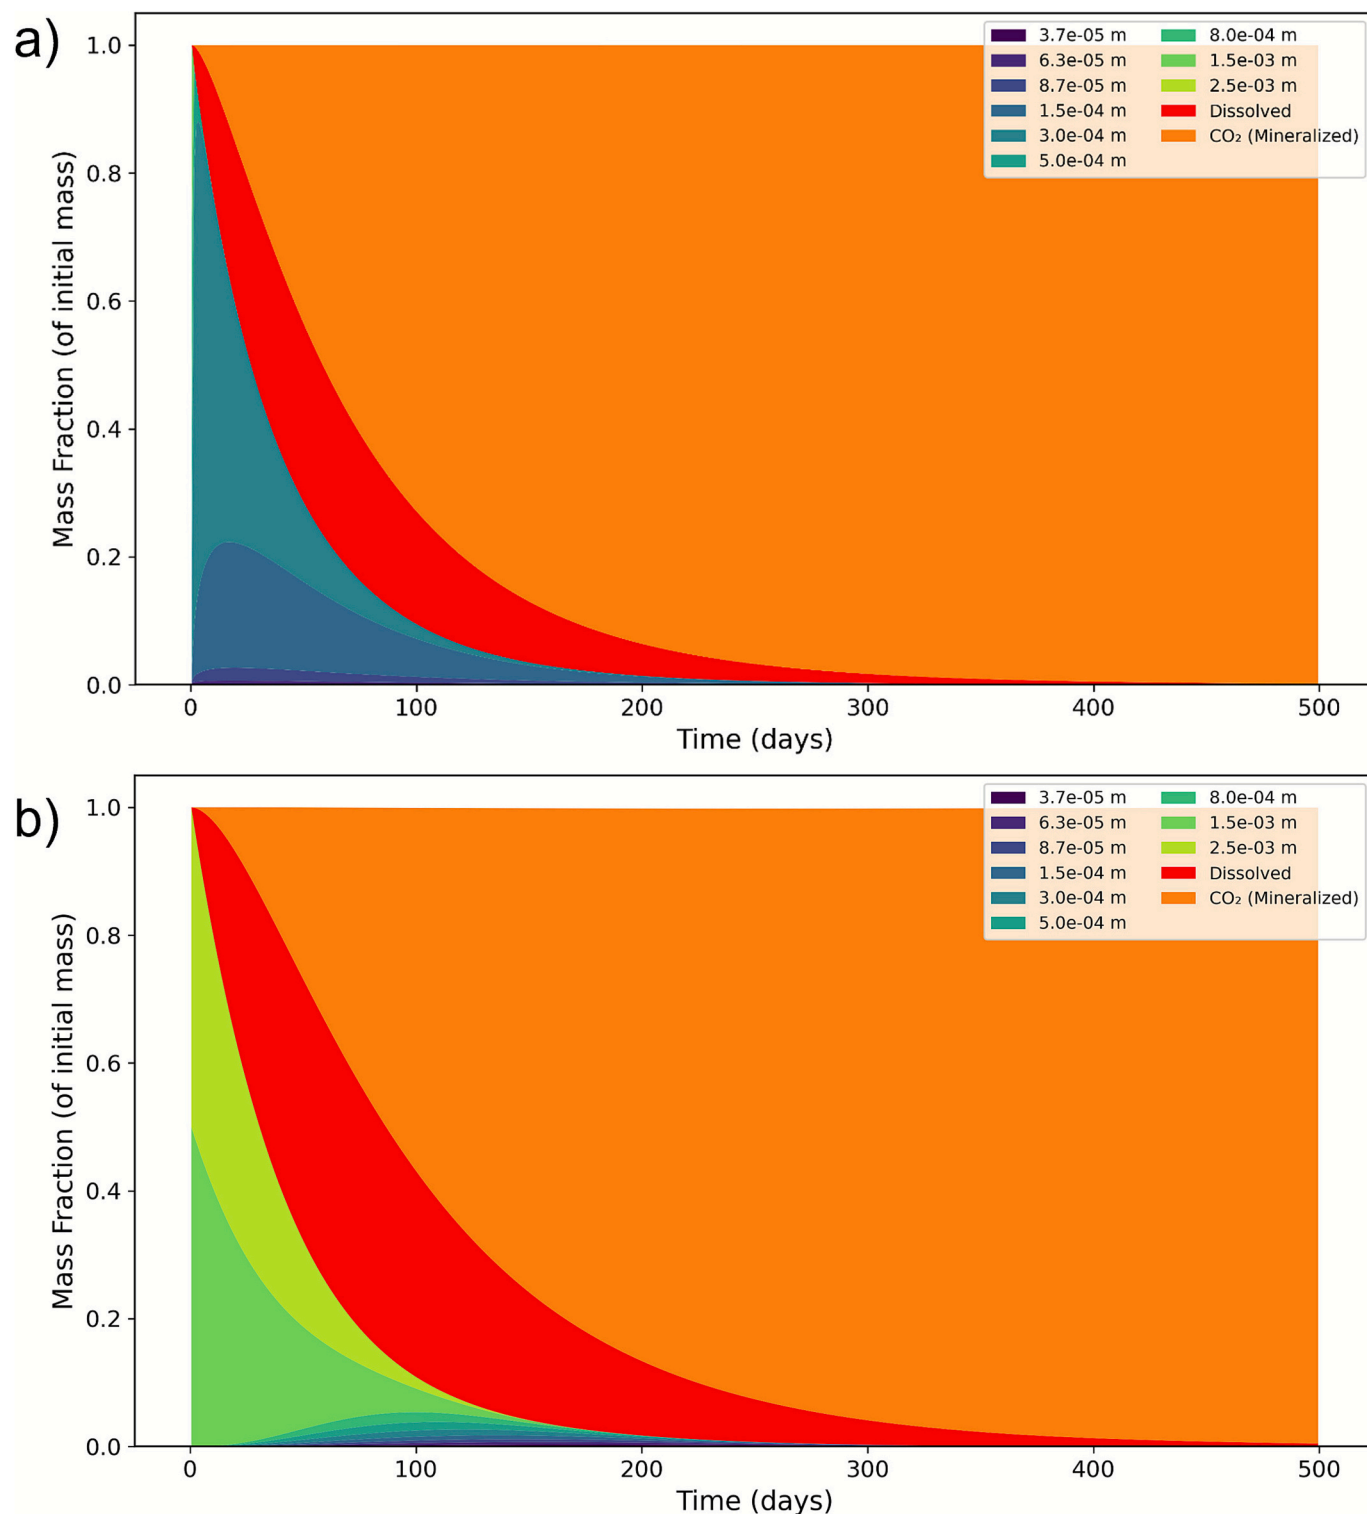 a)
Mass Fraction (of initial mass)
1.0
0.8
0.6
0.4
0.2
0.0
3.7e-05 m
6.3e-05 m
8.7e-05 m
1.5e-04 m
3.0e-04 m
5.0e-04 m
8.0e-04 m
1.5e-03 m
2.5e-03 m
Dissolved
CO₂ (Mineralized)
0 100 200 300 400 500
Time (days)
b)
Mass Fraction (of initial mass)
1.0
0.8
0.6
0.4
0.2
0.0
3.7e-05 m
6.3e-05 m
8.7e-05 m
1.5e-04 m
3.0e-04 m
5.0e-04 m
8.0e-04 m
1.5e-03 m
2.5e-03 m
Dissolved
CO₂ (Mineralized)
0 100 200 300 400 500
Time (days)